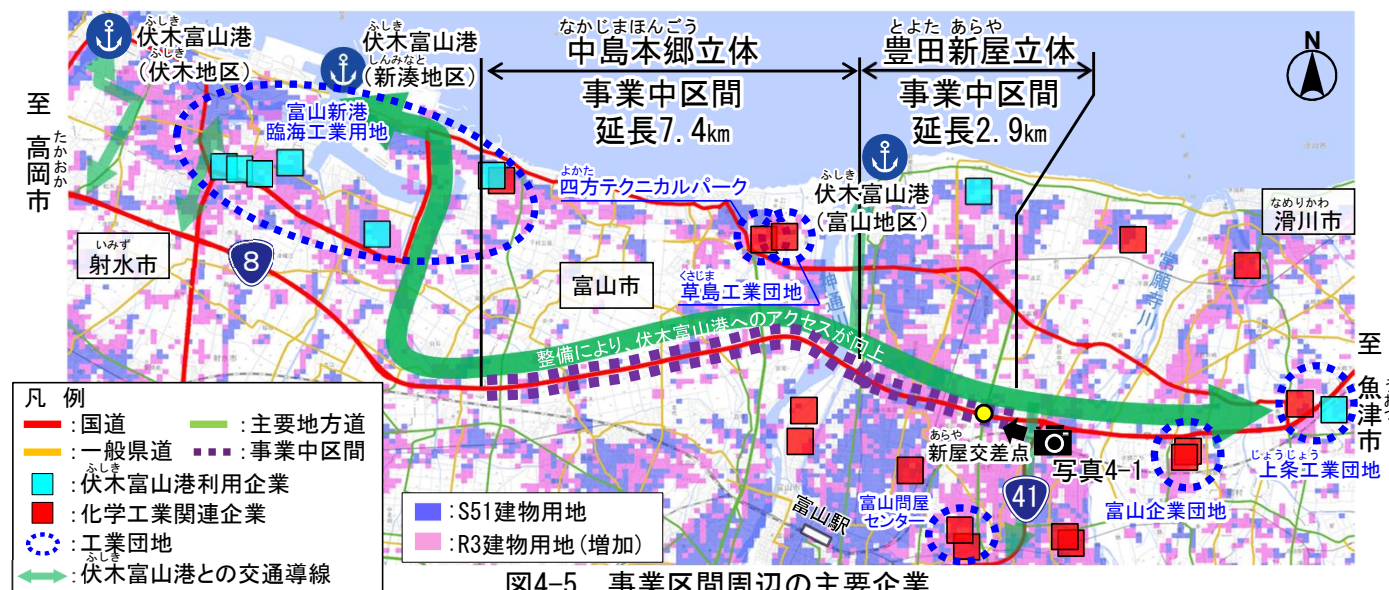 ふしき
伏木富山港
ふしき
(伏木地区)
ふしき
伏木富山港
しんみなと
(新湊地区)
なかじまほんごう
中島本郷立体
事業中区間
延長7.4km
とよた あらや
豊田新屋立体
事業中区間
延長2.9km
N
至
高岡市
たかおか
富山新港
臨海工業用地
よかた
四方テクニカルパーク
ふしき
伏木富山港
(富山地区)
なめりかわ
滑川市
いみず
射水市
8
富山市
くさじま
草島工業団地
神通川
常願寺川
整備により、伏木富山港へのアクセスが向上
至
魚津市
うおづ
あらや
新屋交差点
写真4-1
じょうじょう
上条工業団地
41
富山企業団地
富山問屋
センター
富山駅
凡 例
:国道
:主要地方道
:一般県道
:事業中区間
ふしき
:伏木富山港利用企業
:化学工業関連企業
:工業団地
ふしき
:伏木富山港との交通導線
:S51建物用地
:R3建物用地(増加)
図4-5 事業区間周辺の主要企業